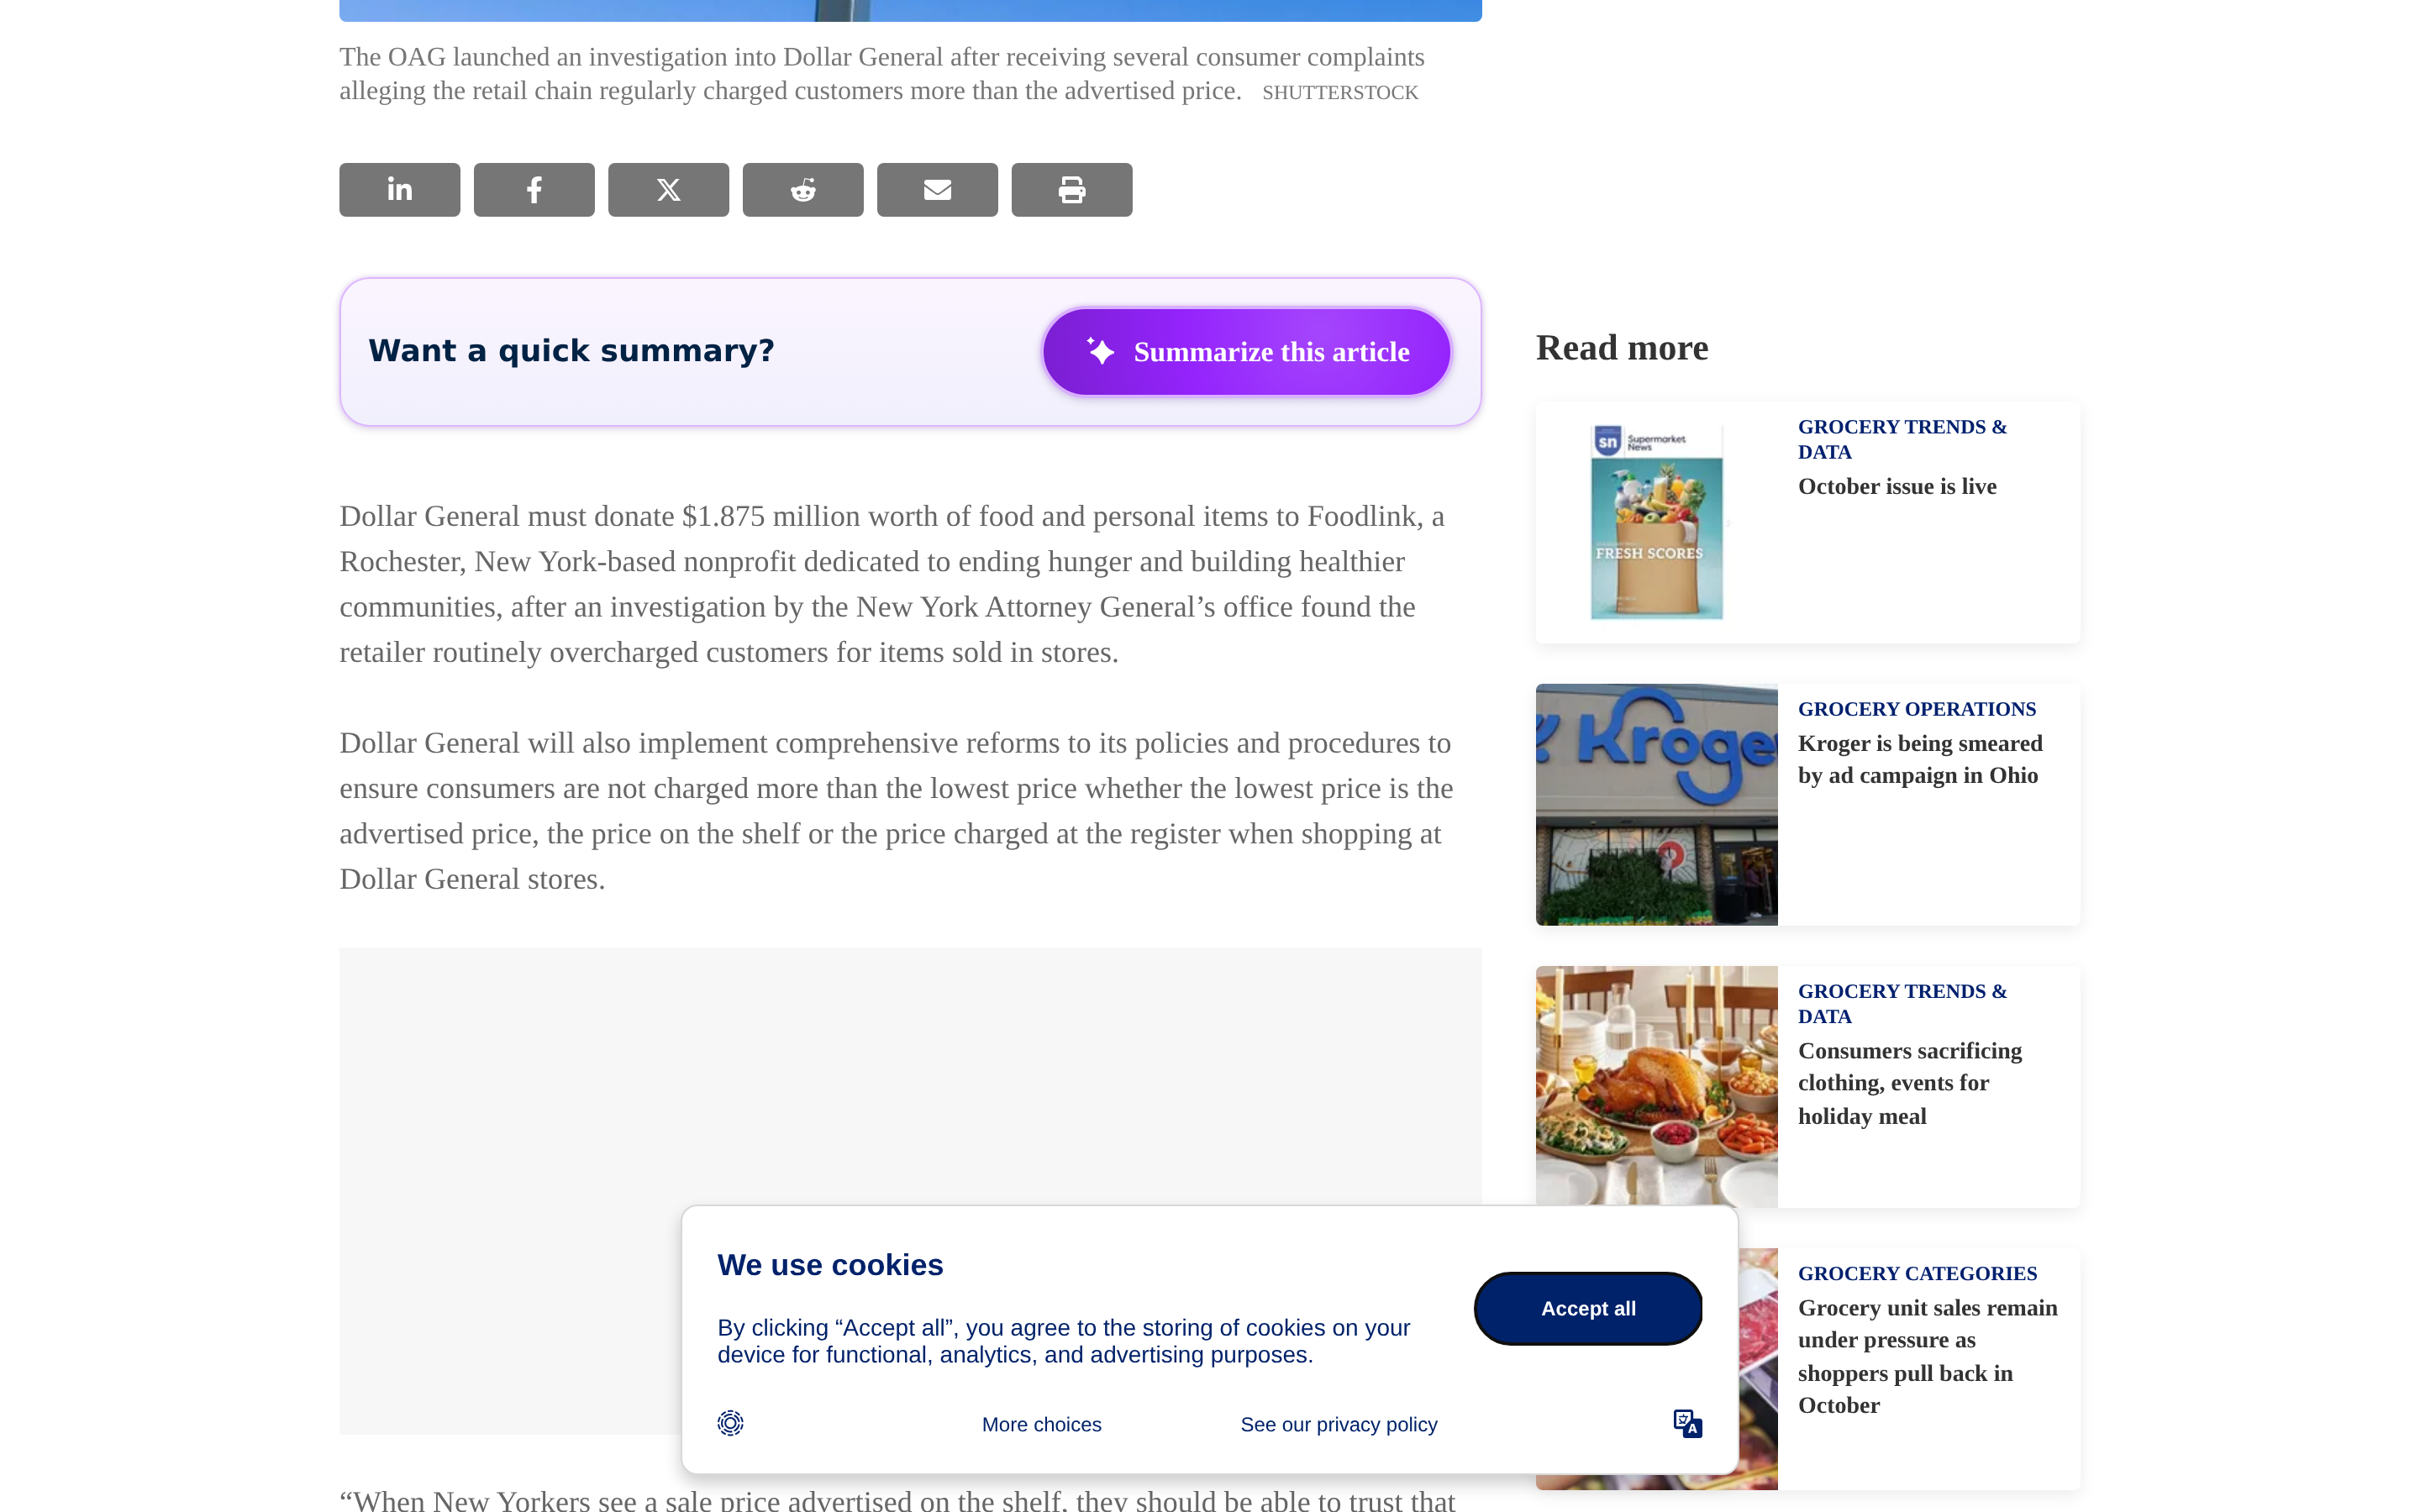 The OAG launched an investigation into Dollar General after receiving several consumer complaints
alleging the retail chain regularly charged customers more than the advertised price. SHUTTERSTOCK
Want a quick summary?
Summarize this article
Dollar General must donate $1.875 million worth of food and personal items to Foodlink, a
Rochester, New York-based nonprofit dedicated to ending hunger and building healthier
communities, after an investigation by the New York Attorney General’s office found the
retailer routinely overcharged customers for items sold in stores.
Dollar General will also implement comprehensive reforms to its policies and procedures to
ensure consumers are not charged more than the lowest price whether the lowest price is the
advertised price, the price on the shelf or the price charged at the register when shopping at
Dollar General stores.
“When New Yorkers see a sale price advertised on the shelf, they should be able to trust that
Read more
sn Supermarket
News
FRESH SCORES
GROCERY TRENDS &
DATA
October issue is live
Kroger
GROCERY OPERATIONS
Kroger is being smeared
by ad campaign in Ohio
GROCERY TRENDS &
DATA
Consumers sacrificing
clothing, events for
holiday meal
GROCERY CATEGORIES
Grocery unit sales remain
under pressure as
shoppers pull back in
October
We use cookies
By clicking “Accept all”, you agree to the storing of cookies on your
device for functional, analytics, and advertising purposes.
Accept all
More choices
See our privacy policy